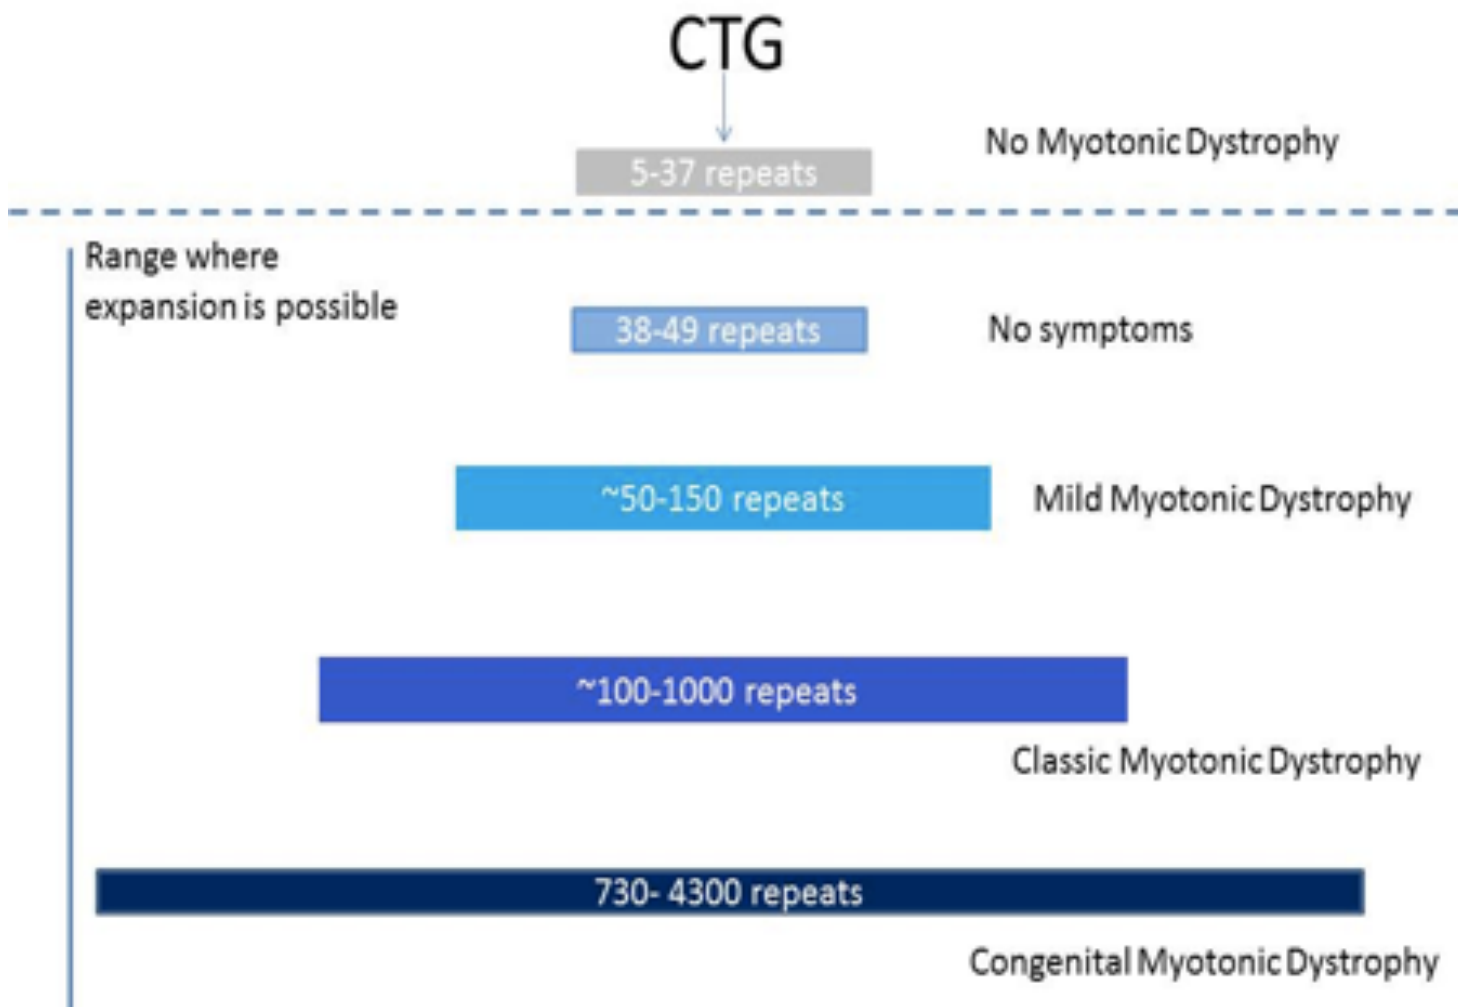 CTG
No Myotonic Dystrophy
5-37 repeats
Range where
expansion is possible
38-49 repeats
No symptoms
~50-150 repeats
Mild Myotonic Dystrophy
~100-1000 repeats
Classic Myotonic Dystrophy
730- 4300 repeats
Congenital Myotonic Dystrophy